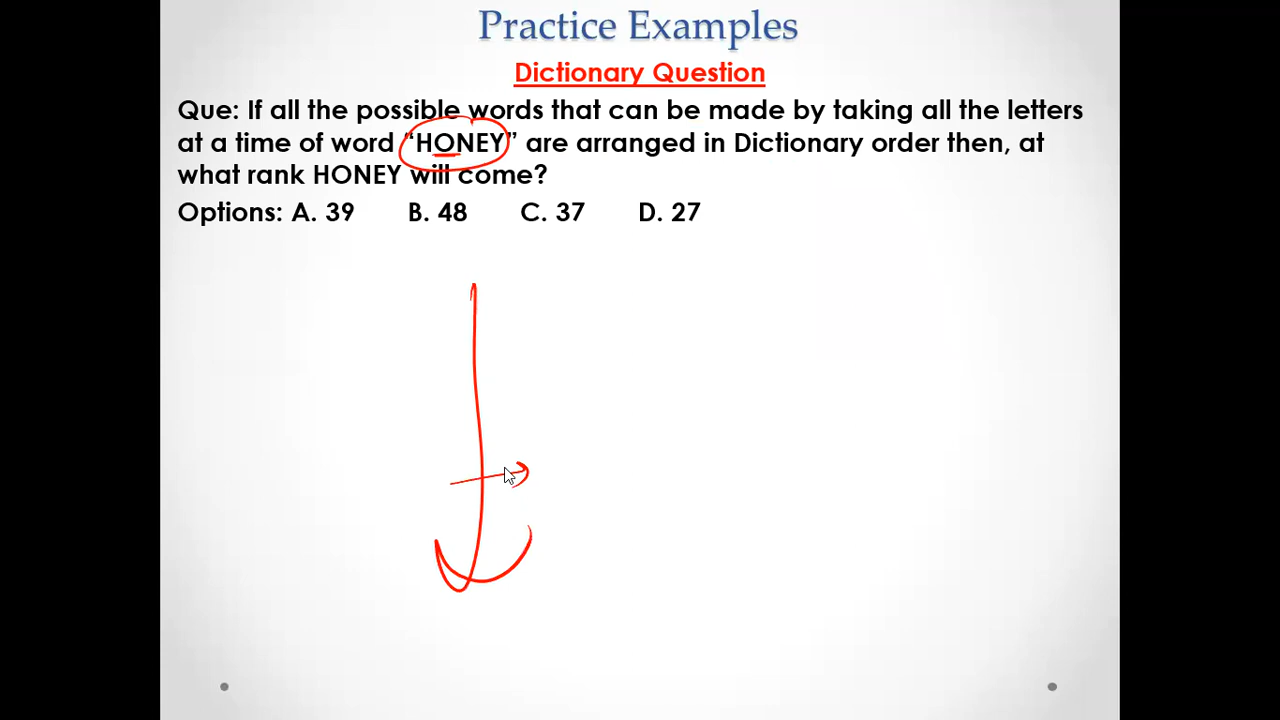 Practice Examples
Dictionary Question
Que: If all the possible words that can be made by taking all the letters
at a time of word “HONEY” are arranged in Dictionary order then, at
what rank HONEY will come?
Options: A. 39 B. 48 C. 37 D. 27